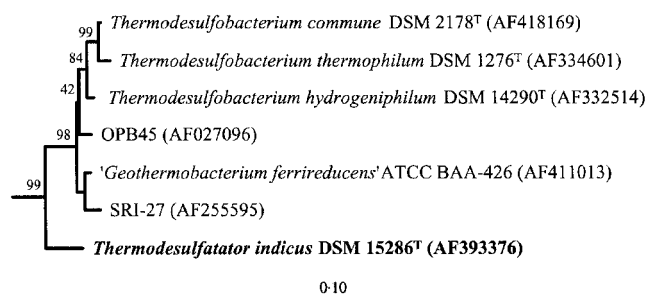 Thermodesulfobacterium commune DSM 2178ᵀ (AF418169)
99
84
Thermodesulfobacterium thermophilum DSM 1276ᵀ (AF334601)
42
Thermodesulfobacterium hydrogeniphilum DSM 14290ᵀ (AF332514)
98
OPB45 (AF027096)
'Geothermobacterium ferrireducens'ATCC BAA-426 (AF411013)
99
SRI-27 (AF255595)
Thermodesulfatator indicus DSM 15286ᵀ (AF393376)
0·10